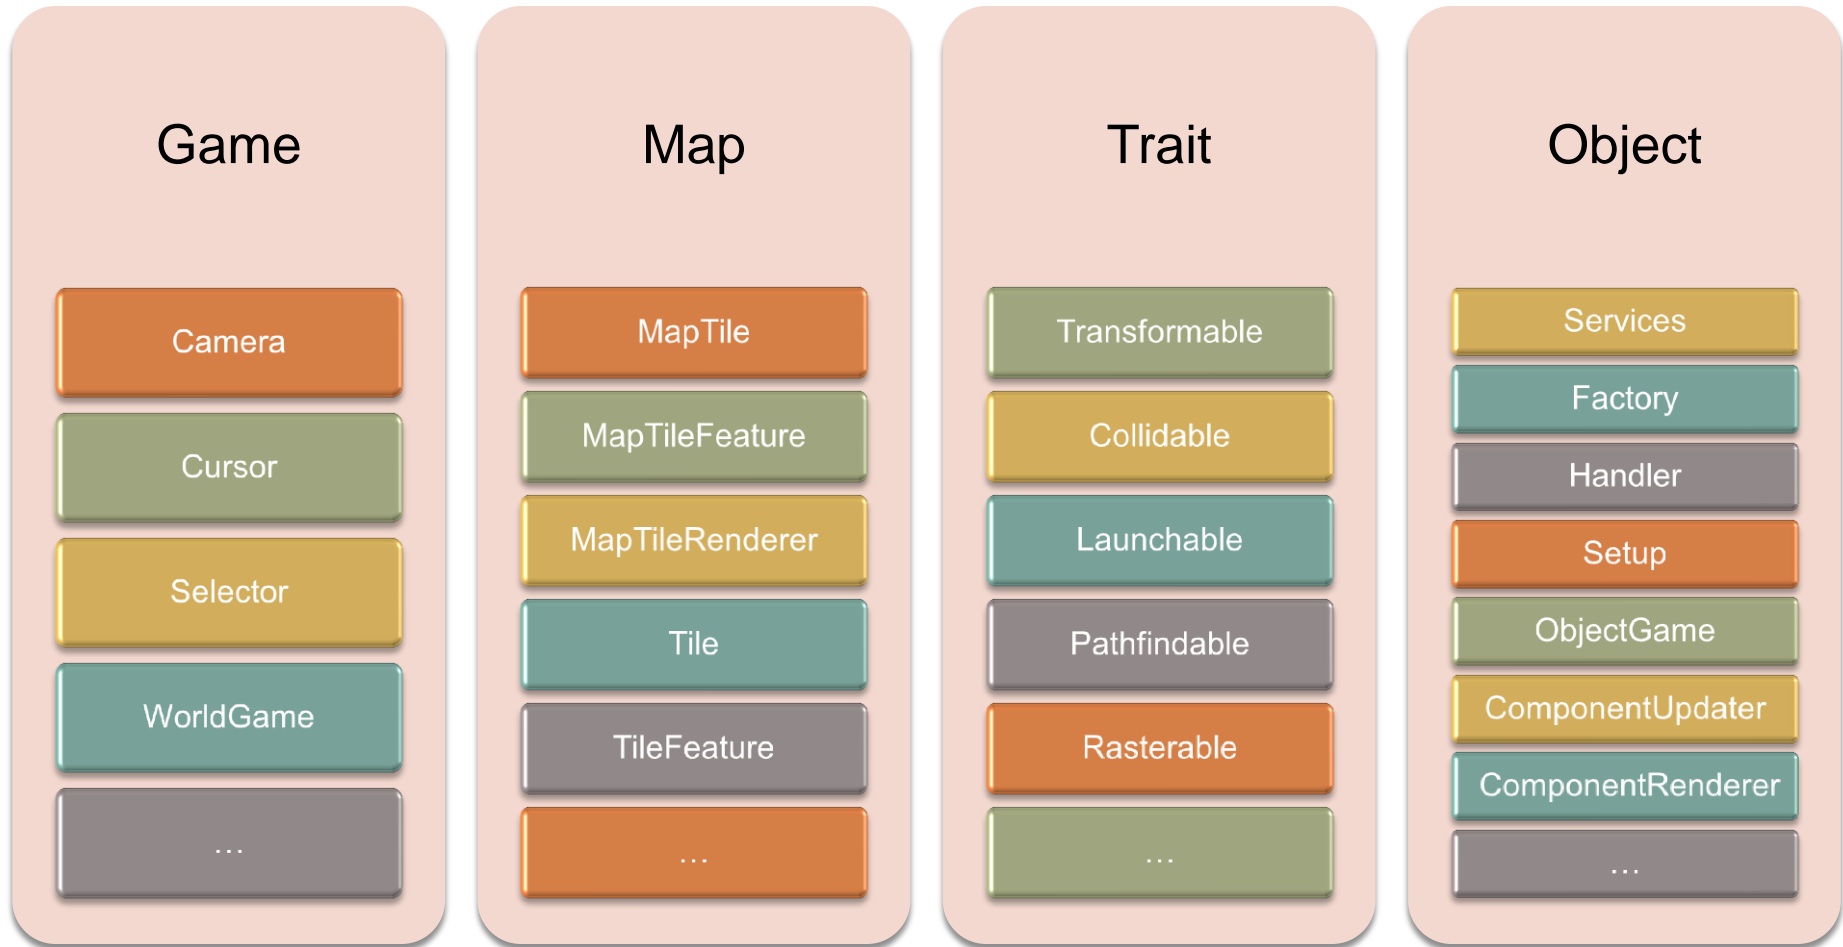 Game
Camera
Cursor
Selector
WorldGame
...
Map
MapTile
MapTileFeature
MapTileRenderer
Tile
TileFeature
...
Trait
Transformable
Collidable
Launchable
Pathfindable
Rasterable
...
Object
Services
Factory
Handler
Setup
ObjectGame
ComponentUpdater
ComponentRenderer
...